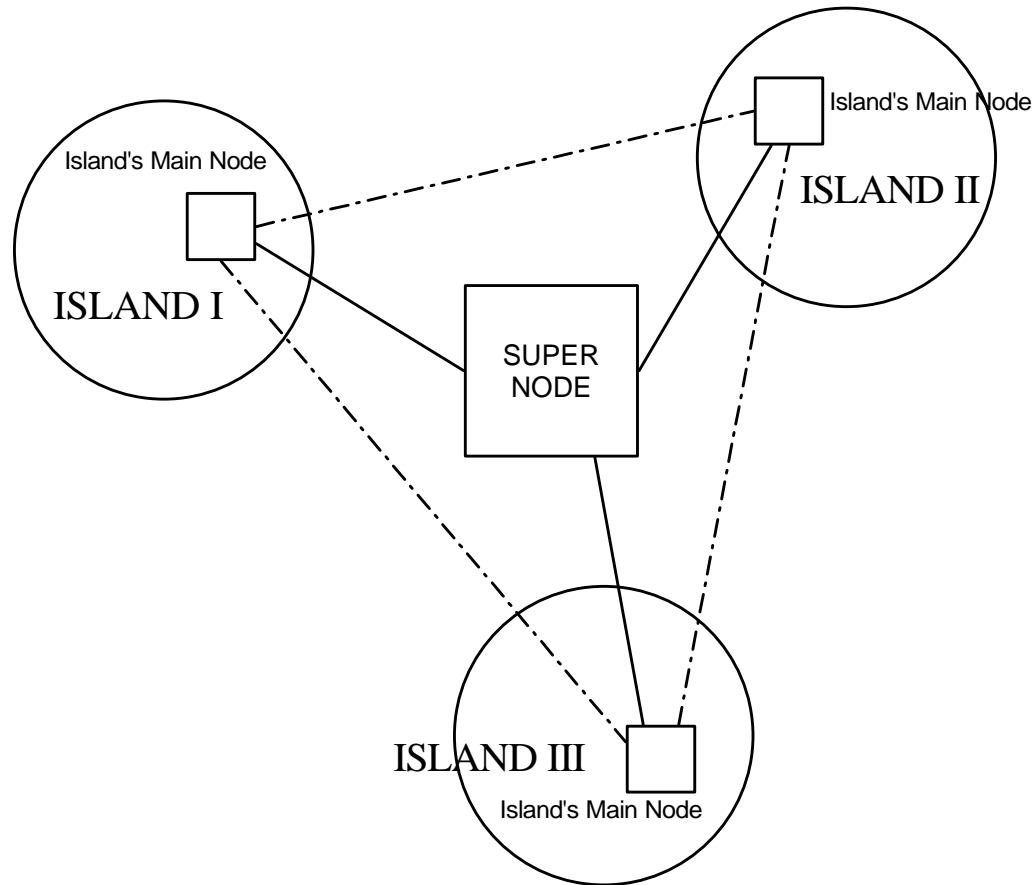 Island's Main Node
ISLAND II
Island's Main Node
ISLAND I
SUPER
NODE
ISLAND III
Island's Main Node